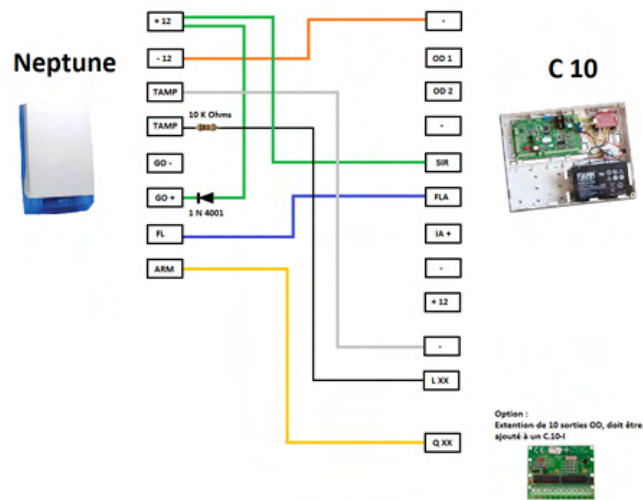 Neptune
C 10
+ 12
- 12
TAMP
TAMP
10 K Ohms
GO -
GO +
1 N 4001
FL
ARM
-
OD 1
OD 2
-
SIR
FLA
IA +
-
+ 12
-
L XX
Q XX
Option :
Extention de 10 sorties OD, doit être
ajouté à un C.10-I